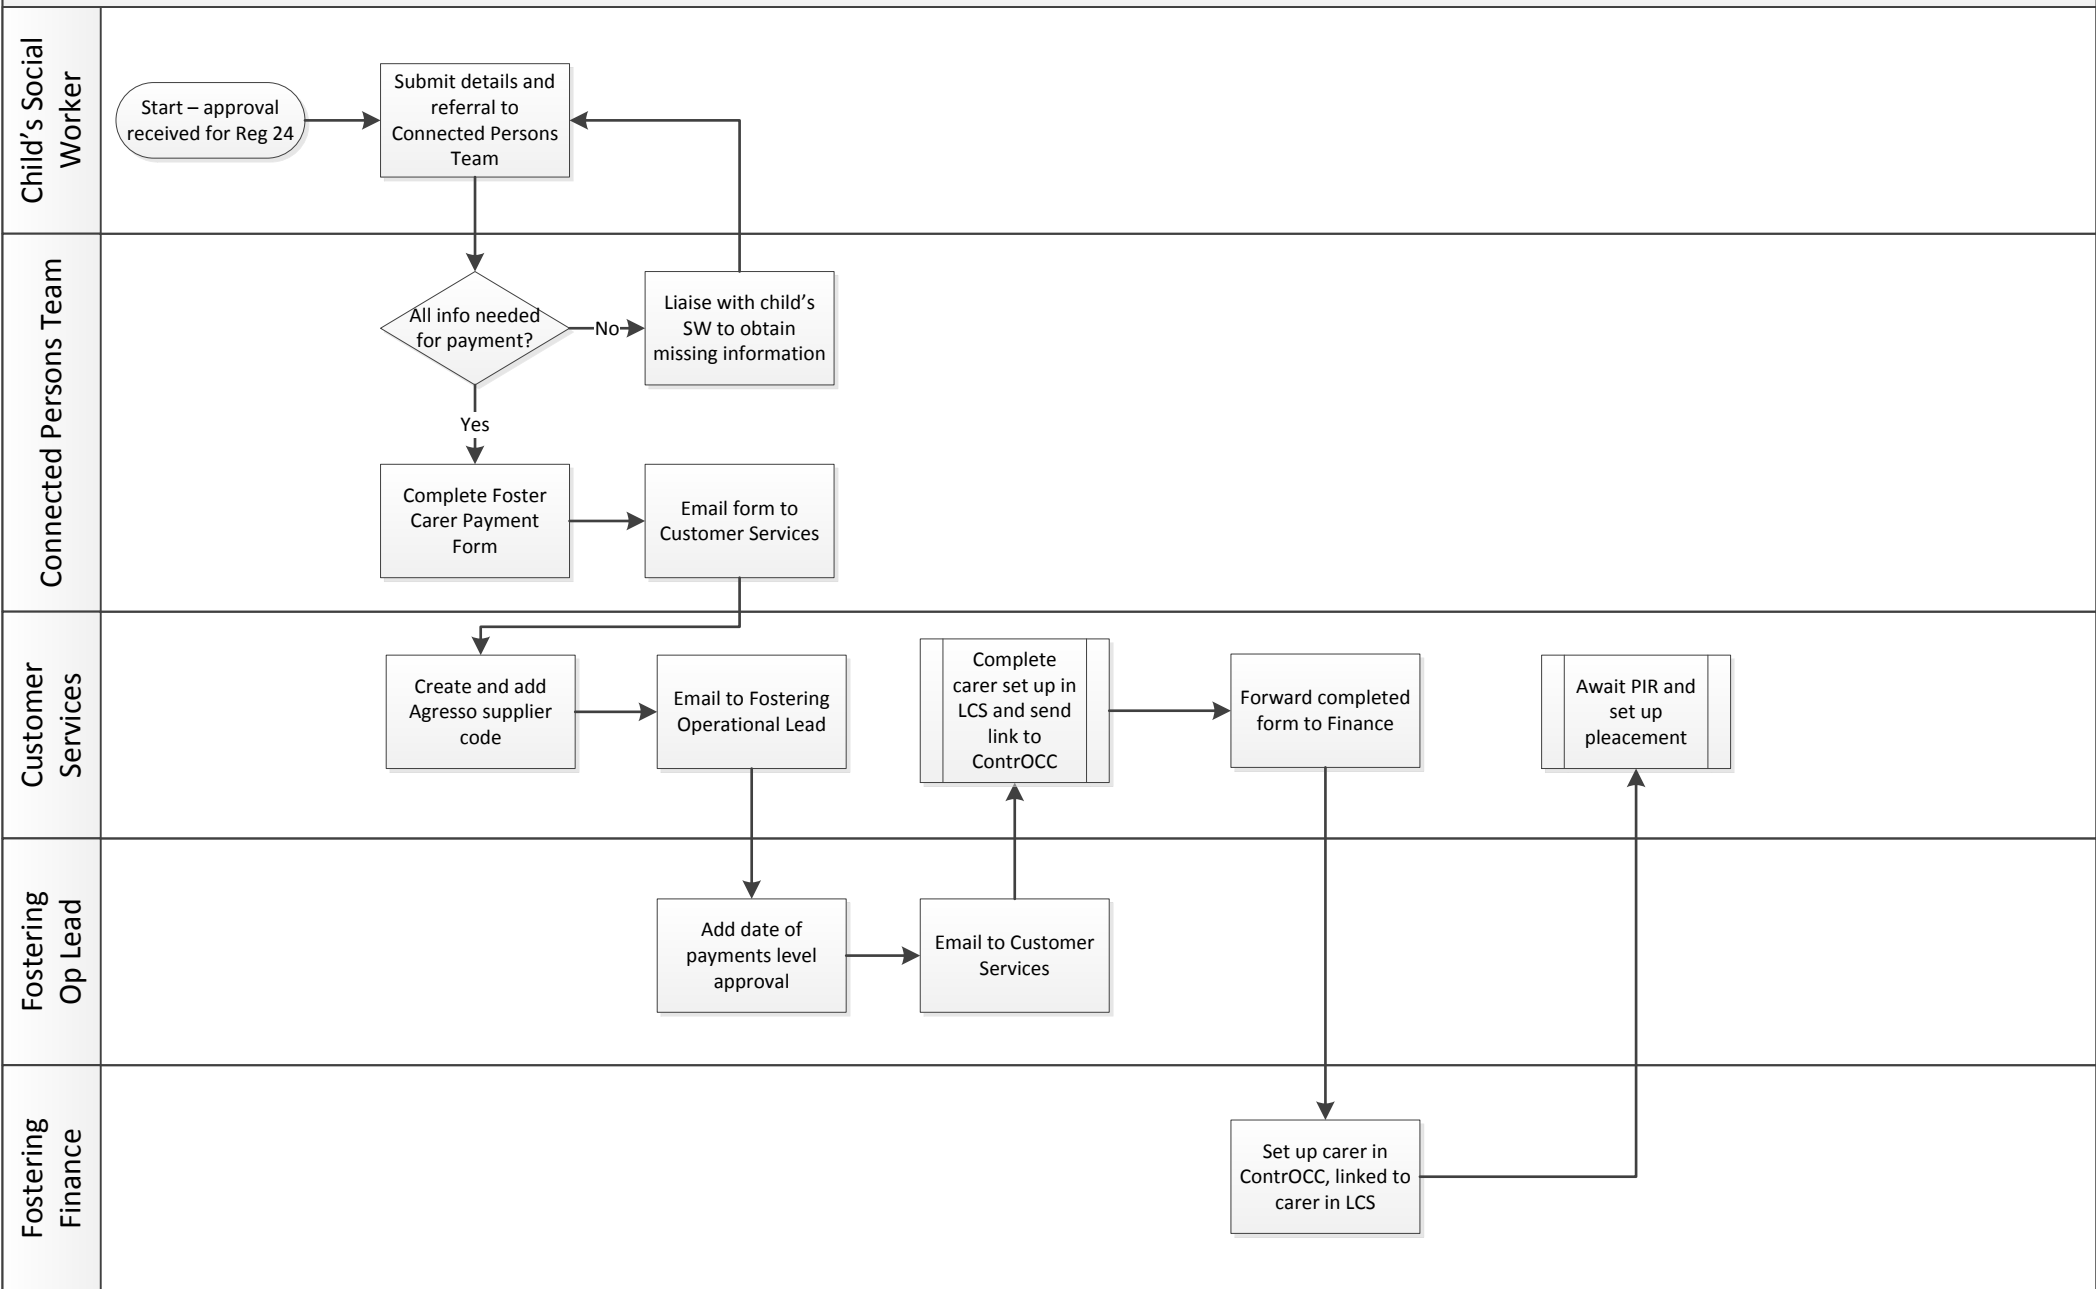 Child's Social
Worker
Start – approval
received for Reg 24
Submit details and
referral to
Connected Persons
Team
Connected Persons Team
All info needed
for payment?
No
Liaise with child's
SW to obtain
missing information
Yes
Complete Foster
Carer Payment
Form
Email form to
Customer Services
Customer
Services
Create and add
Agresso supplier
code
Email to Fostering
Operational Lead
Complete
carer set up in
LCS and send
link to
ContrOCC
Forward completed
form to Finance
Await PIR and
set up
pleacement
Fostering
Op Lead
Add date of
payments level
approval
Email to Customer
Services
Fostering
Finance
Set up carer in
ContrOCC, linked to
carer in LCS